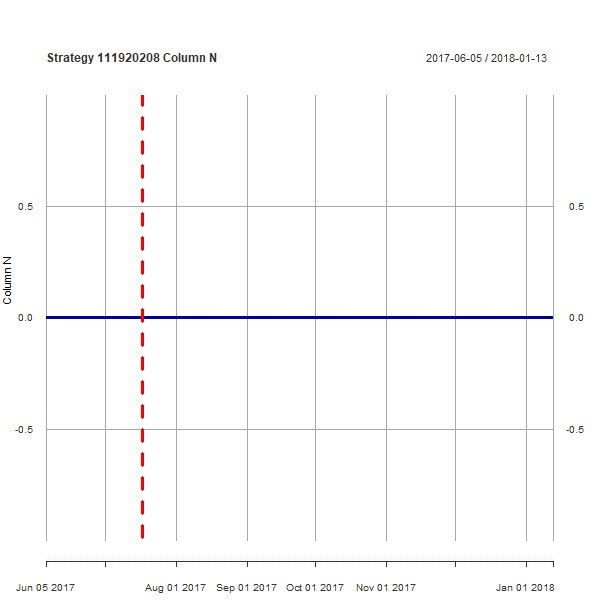 Strategy 111920208 Column N
2017-06-05 / 2018-01-13
0.5
0.5
Column N
0.0
0.0
-0.5
-0.5
Jun 05 2017
Aug 01 2017
Sep 01 2017
Oct 01 2017
Nov 01 2017
Jan 01 2018